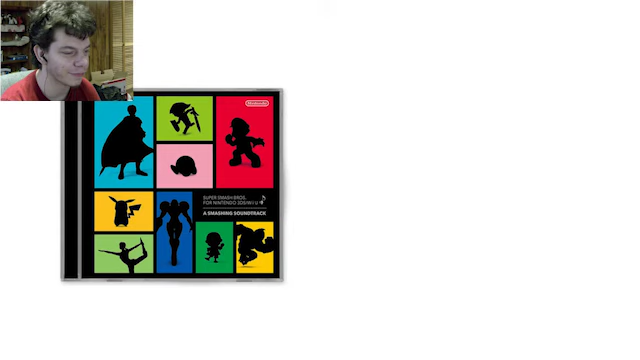 Nintendo
SUPER SMASH BROS.
FOR NINTENDO 3DS/Wii U
A SMASHING SOUNDTRACK